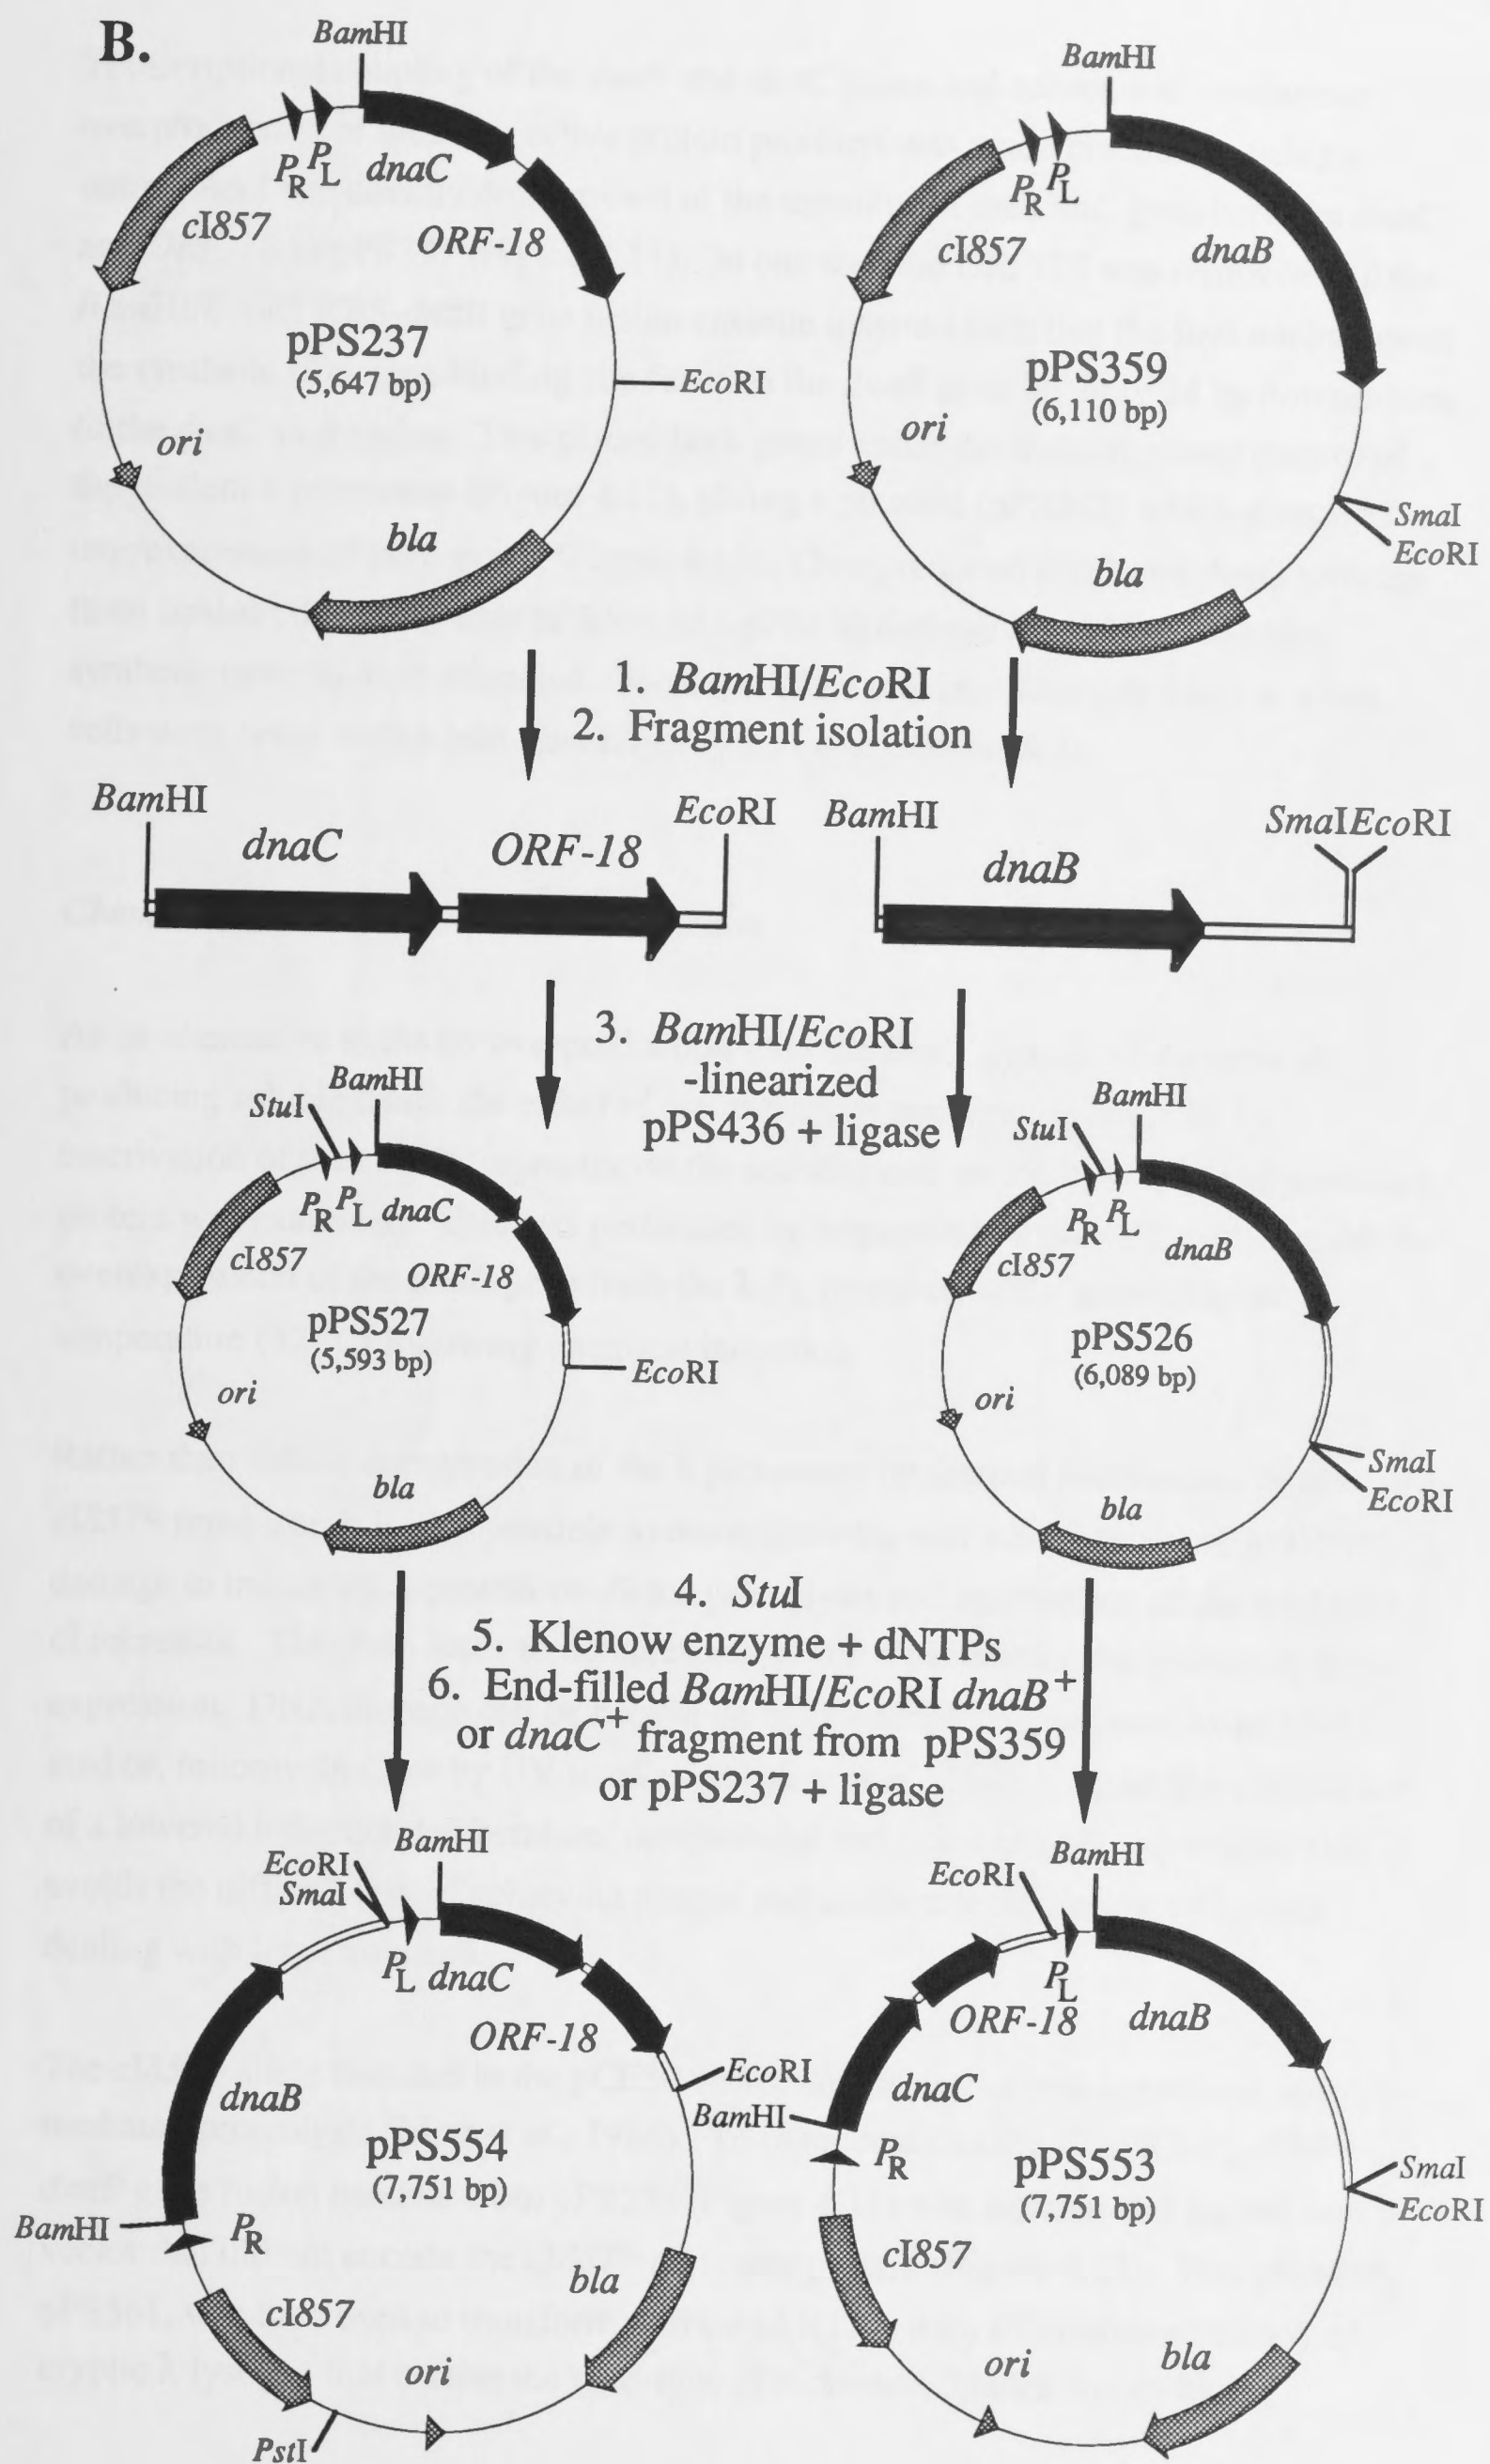 B.
BamHI
PR
PL
dnaC
cI857
ORF-18
pPS237
(5,647 bp)
EcoRI
ori
bla
BamHI
PR
PL
cI857
dnaB
pPS359
(6,110 bp)
ori
SmaI
EcoRI
bla
1. BamHI/EcoRI
2. Fragment isolation
BamHI
dnaC
ORF-18
EcoRI
BamHI
dnaB
SmaI EcoRI
3. BamHI/EcoRI
-linearized
pPS436 + ligase
BamHI
StuI
PR
PL
dnaC
cI857
ORF-18
pPS527
(5,593 bp)
EcoRI
ori
bla
BamHI
StuI
PR
PL
dnaB
cI857
pPS526
(6,089 bp)
ori
SmaI
EcoRI
bla
4. StuI
5. Klenow enzyme + dNTPs
6. End-filled BamHI/EcoRI dnaB+
or dnaC+ fragment from pPS359
or pPS237 + ligase
BamHI
EcoRI
SmaI
PL
dnaC
ORF-18
EcoRI
dnaB
pPS554
(7,751 bp)
BamHI
PR
bla
cI857
ori
PstI
BamHI
EcoRI
PL
ORF-18
dnaB
dnaC
BamHI
PR
pPS553
(7,751 bp)
SmaI
EcoRI
cI857
ori
bla